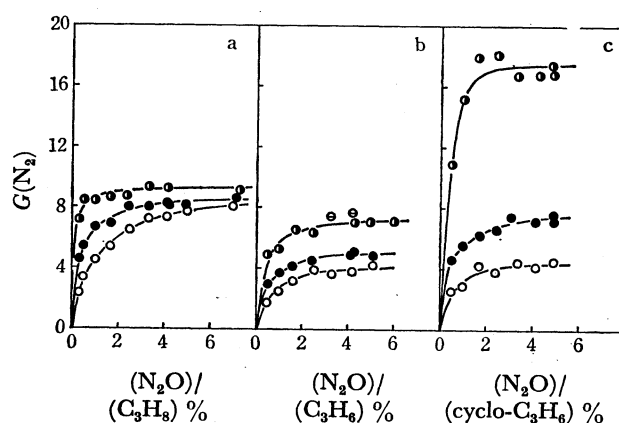 20
16
12
8
4
0
G(N₂)
a
b
c
0 2 4 6 0 2 4 6 0 2 4 6
(N₂O)/
(C₃H₈) %
(N₂O)/
(C₃H₆) %
(N₂O)/
(cyclo-C₃H₆) %